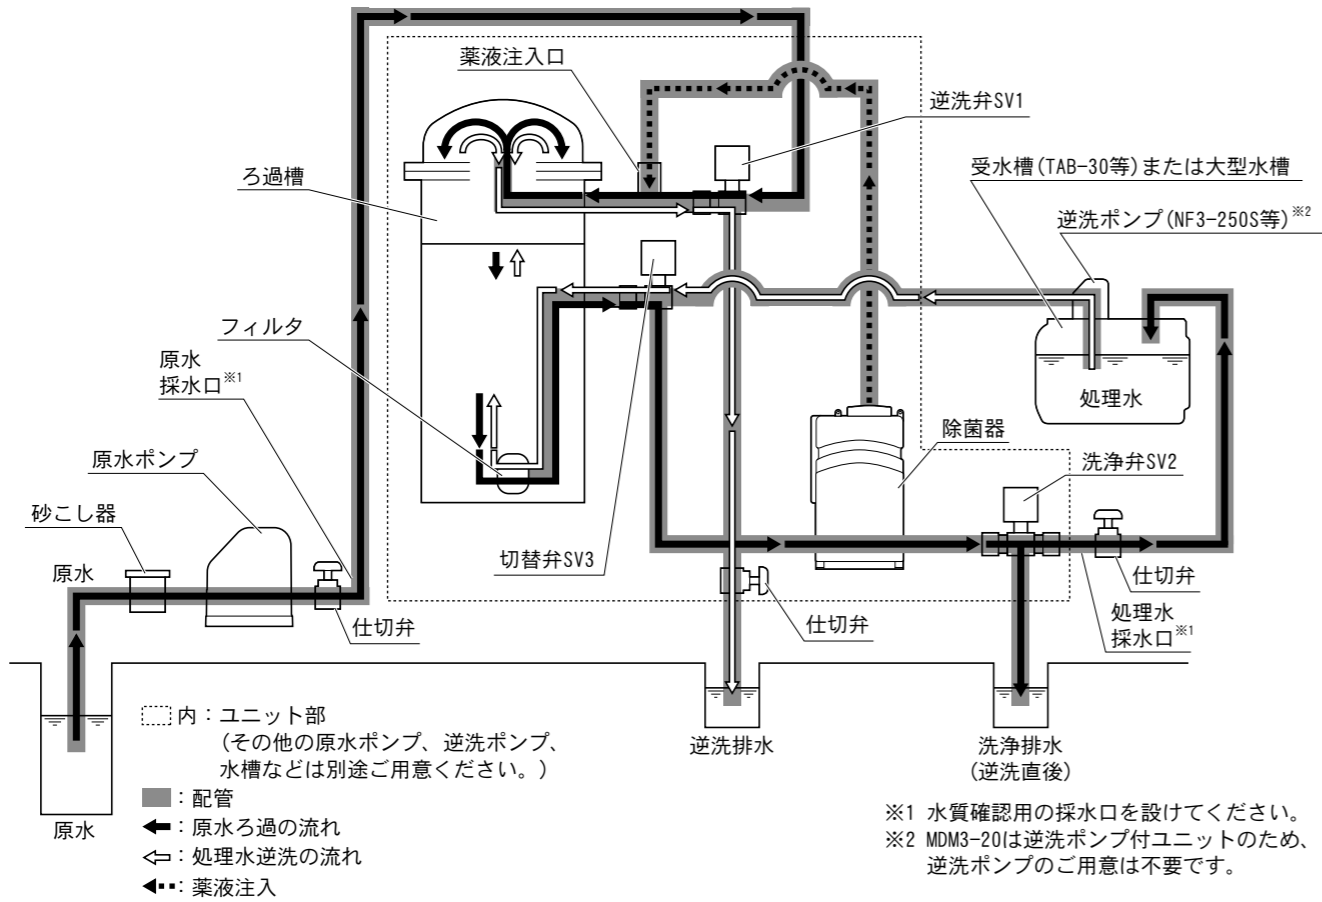 薬液注入口
逆洗弁SV1
受水槽(TAB-30等)または大型水槽
逆洗ポンプ(NF3-250S等)※2
ろ過槽
フィルタ
原水
採水口※1
処理水
除菌器
原水ポンプ
洗浄弁SV2
砂こし器
切替弁SV3
原水
仕切弁
仕切弁
仕切弁
処理水
採水口※1
内：ユニット部
(その他の原水ポンプ、逆洗ポンプ、
水槽などは別途ご用意ください。)
：配管
：原水ろ過の流れ
：処理水逆洗の流れ
：薬液注入
原水
逆洗排水
洗浄排水
(逆洗直後)
※1 水質確認用の採水口を設けてください。
※2 MDM3-20は逆洗ポンプ付ユニットのため、
逆洗ポンプのご用意は不要です。